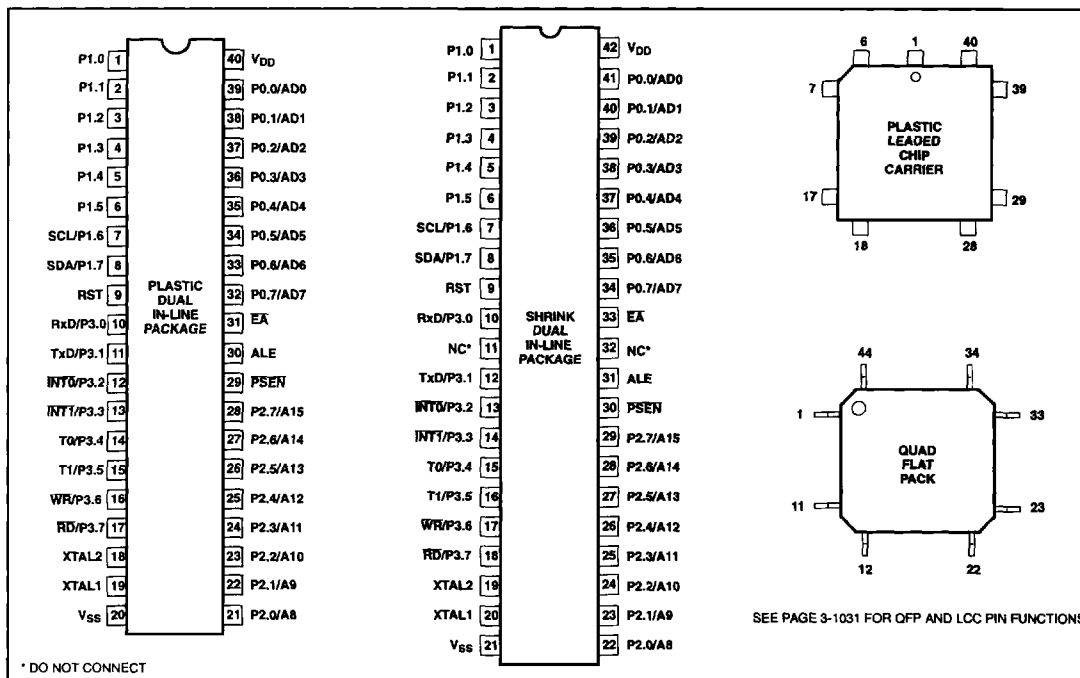 P1.0 1 40 VDD
P1.1 2 39 P0.0/AD0
P1.2 3 38 P0.1/AD1
P1.3 4 37 P0.2/AD2
P1.4 5 36 P0.3/AD3
P1.5 6 35 P0.4/AD4
SCL/P1.6 7 34 P0.5/AD5
SDA/P1.7 8 33 P0.6/AD6
RST 9 32 P0.7/AD7
RxD/P3.0 10 31 EA
TxD/P3.1 11 30 ALE
INT0/P3.2 12 29 PSEN
INT1/P3.3 13 28 P2.7/A15
T0/P3.4 14 27 P2.6/A14
T1/P3.5 15 26 P2.5/A13
WR/P3.6 16 25 P2.4/A12
RD/P3.7 17 24 P2.3/A11
XTAL2 18 23 P2.2/A10
XTAL1 19 22 P2.1/A9
VSS 20 21 P2.0/A8
PLASTIC
DUAL
IN-LINE
PACKAGE
* DO NOT CONNECT
P1.0 1 42 VDD
P1.1 2 41 P0.0/AD0
P1.2 3 40 P0.1/AD1
P1.3 4 39 P0.2/AD2
P1.4 5 38 P0.3/AD3
P1.5 6 37 P0.4/AD4
SCL/P1.6 7 36 P0.5/AD5
SDA/P1.7 8 35 P0.6/AD6
RST 9 34 P0.7/AD7
RxD/P3.0 10 33 EA
NC* 11 32 NC*
TxD/P3.1 12 31 ALE
INT0/P3.2 13 30 PSEN
INT1/P3.3 14 29 P2.7/A15
T0/P3.4 15 28 P2.6/A14
T1/P3.5 16 27 P2.5/A13
WR/P3.6 17 26 P2.4/A12
RD/P3.7 18 25 P2.3/A11
XTAL2 19 24 P2.2/A10
XTAL1 20 23 P2.1/A9
VSS 21 22 P2.0/A8
SHRINK
DUAL
IN-LINE
PACKAGE
6 1 40
7 39
PLASTIC
LEADED
CHIP
CARRIER
17 29
18 28
44 34
1 33
QUAD
FLAT
PACK
11 23
12 22
SEE PAGE 3-1031 FOR QFP AND LCC PIN FUNCTIONS